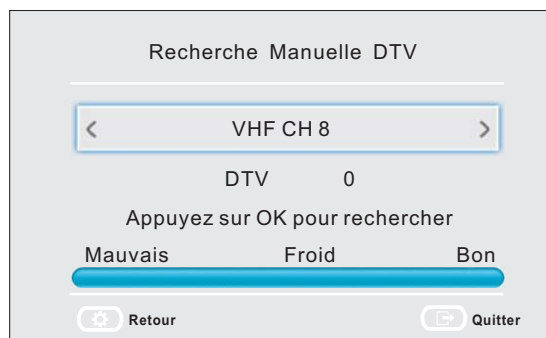 Recherche Manuelle DTV
VHF CH 8
DTV 0
Appuyez sur OK pour rechercher
Mauvais Froid Bon
Retour Quitter